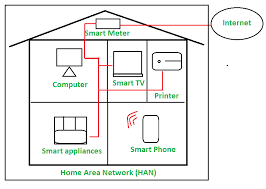 Internet
Smart Meter
Computer
Smart TV
Printer
Smart appliances
Smart Phone
Home Area Network (HAN)